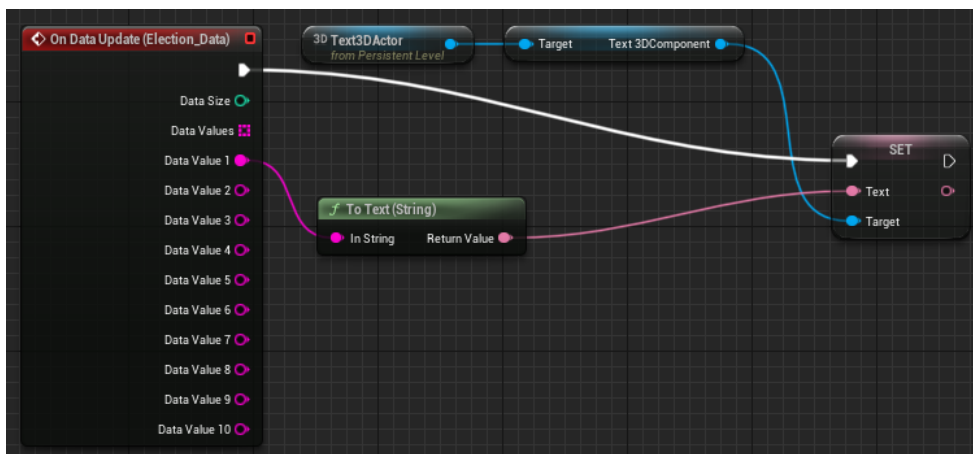 On Data Update (Election_Data)
Data Size
Data Values
Data Value 1
Data Value 2
Data Value 3
Data Value 4
Data Value 5
Data Value 6
Data Value 7
Data Value 8
Data Value 9
Data Value 10
3D Text3DActor
from Persistent Level
Target Text 3DComponent
f To Text (String)
In String Return Value
SET
Text
Target